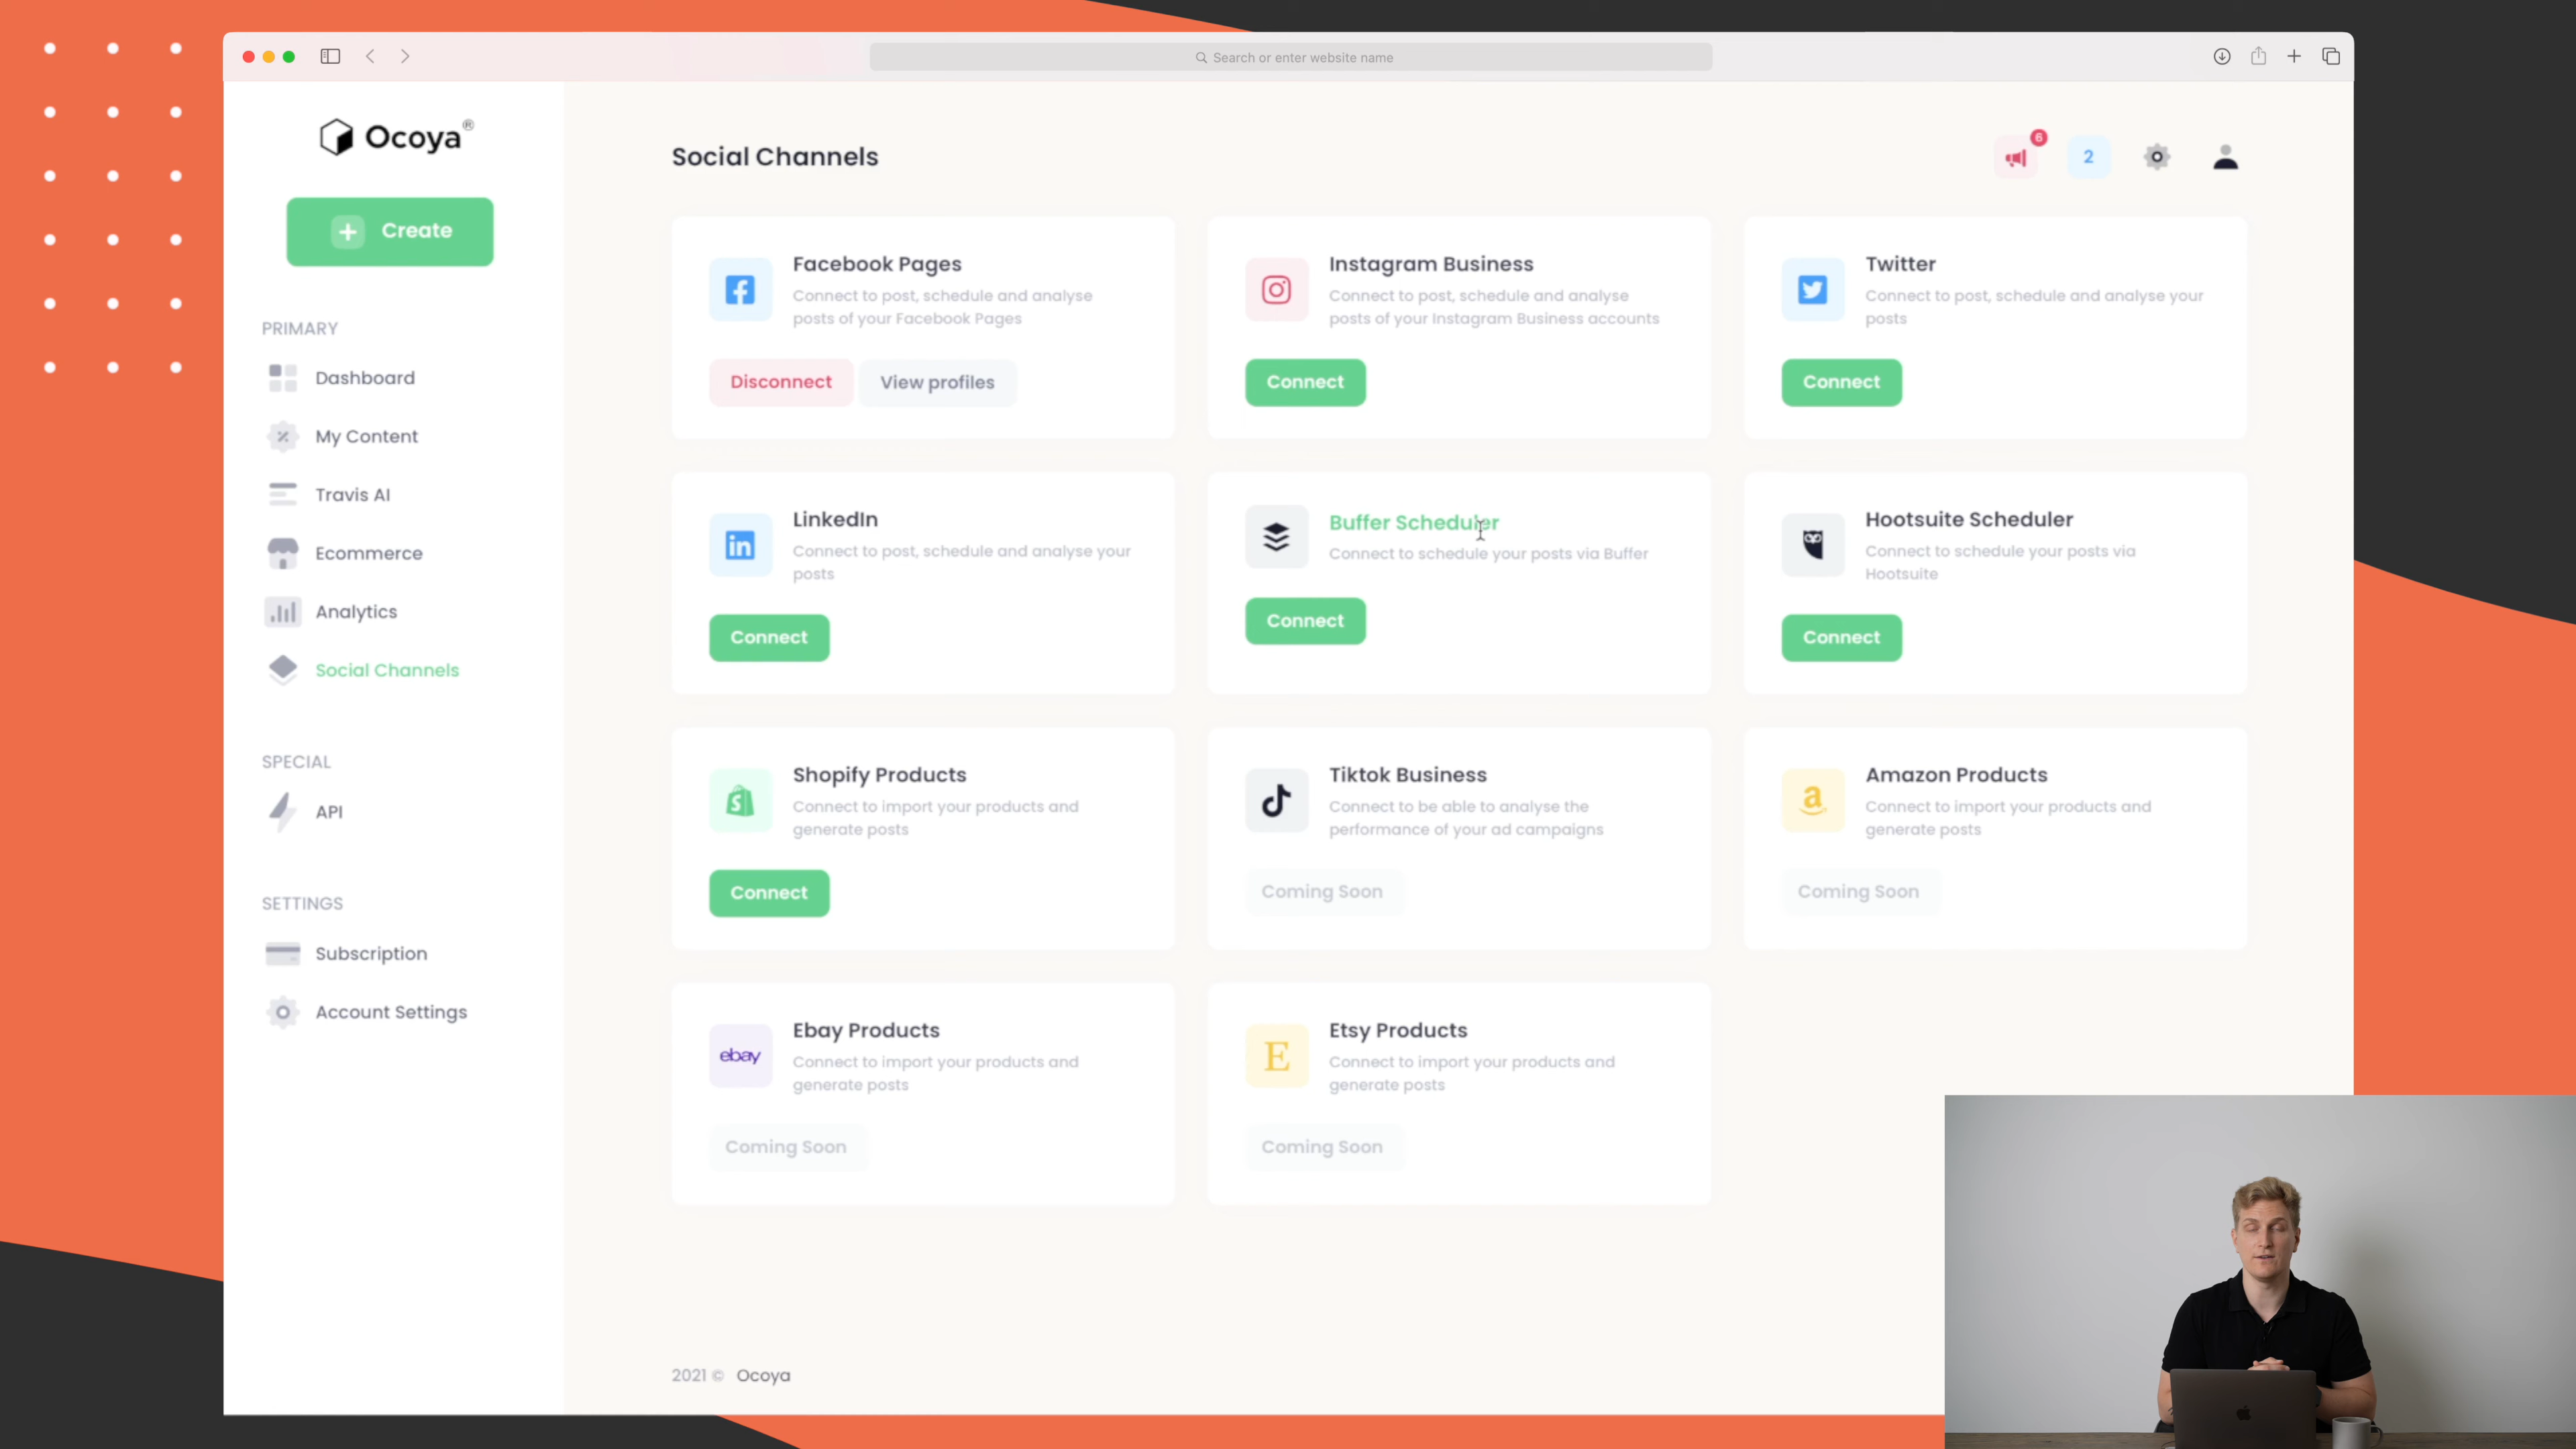 Search or enter website name
Ocoya®
Create
PRIMARY
Dashboard
My Content
Travis AI
Ecommerce
Analytics
Social Channels
SPECIAL
API
SETTINGS
Subscription
Account Settings
Social Channels
6
2
Facebook Pages
Connect to post, schedule and analyse
posts of your Facebook Pages
Disconnect
View profiles
Instagram Business
Connect to post, schedule and analyse
posts of your Instagram Business accounts
Connect
Twitter
Connect to post, schedule and analyse your
posts
Connect
LinkedIn
Connect to post, schedule and analyse your
posts
Connect
Buffer Scheduler
Connect to schedule your posts via Buffer
Connect
Hootsuite Scheduler
Connect to schedule your posts via
Hootsuite
Connect
Shopify Products
Connect to import your products and
generate posts
Connect
Tiktok Business
Connect to be able to analyse the
performance of your ad campaigns
Coming Soon
Amazon Products
Connect to import your products and
generate posts
Coming Soon
ebay
Ebay Products
Connect to import your products and
generate posts
Coming Soon
E
Etsy Products
Connect to import your products and
generate posts
Coming Soon
2021 © Ocoya